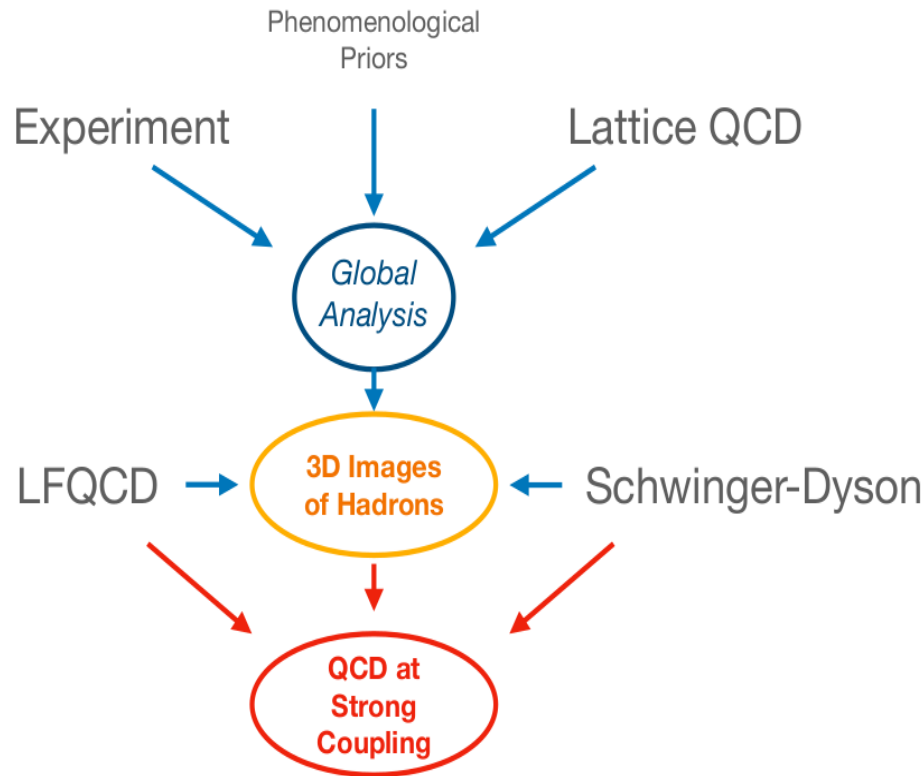 Phenomenological
Priors
Experiment
Lattice QCD
Global
Analysis
LFQCD
3D Images
of Hadrons
Schwinger-Dyson
QCD at
Strong
Coupling